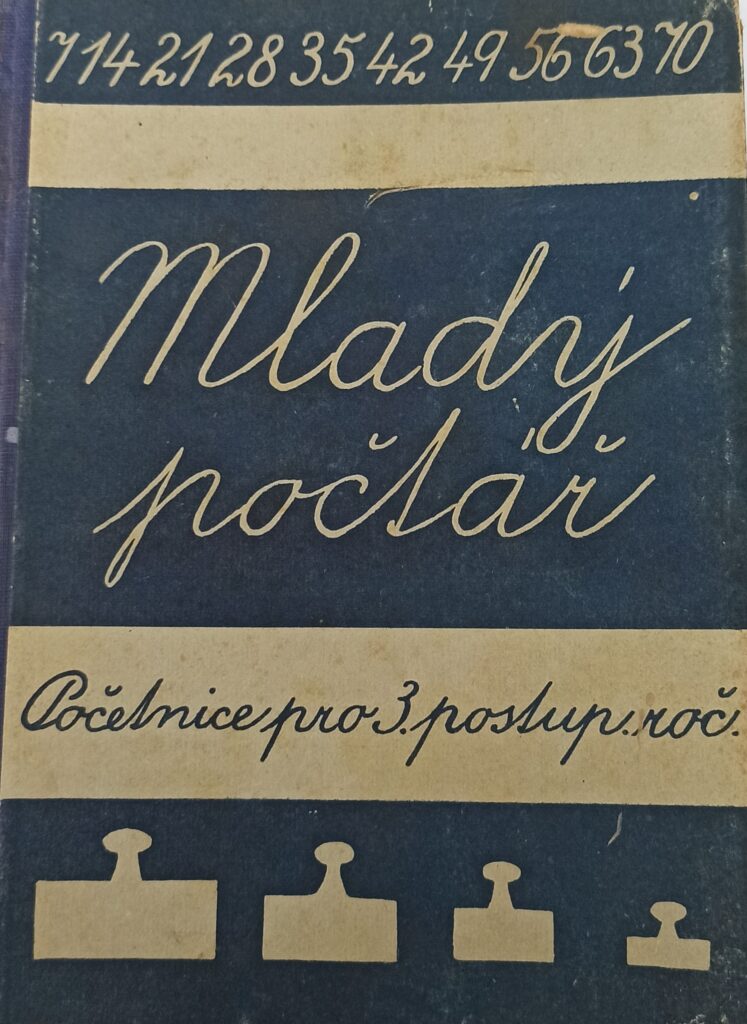 7 14 21 28 35 42 49 56 63 70
Mladý
počtář
Početnice pro 3. postup. roč.